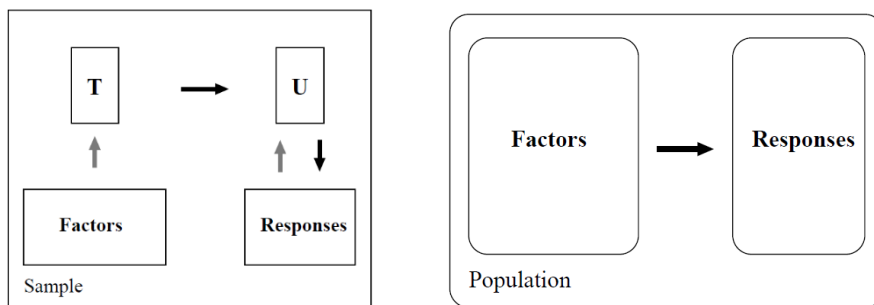 T
U
Factors
Responses
Sample
Factors
Responses
Population